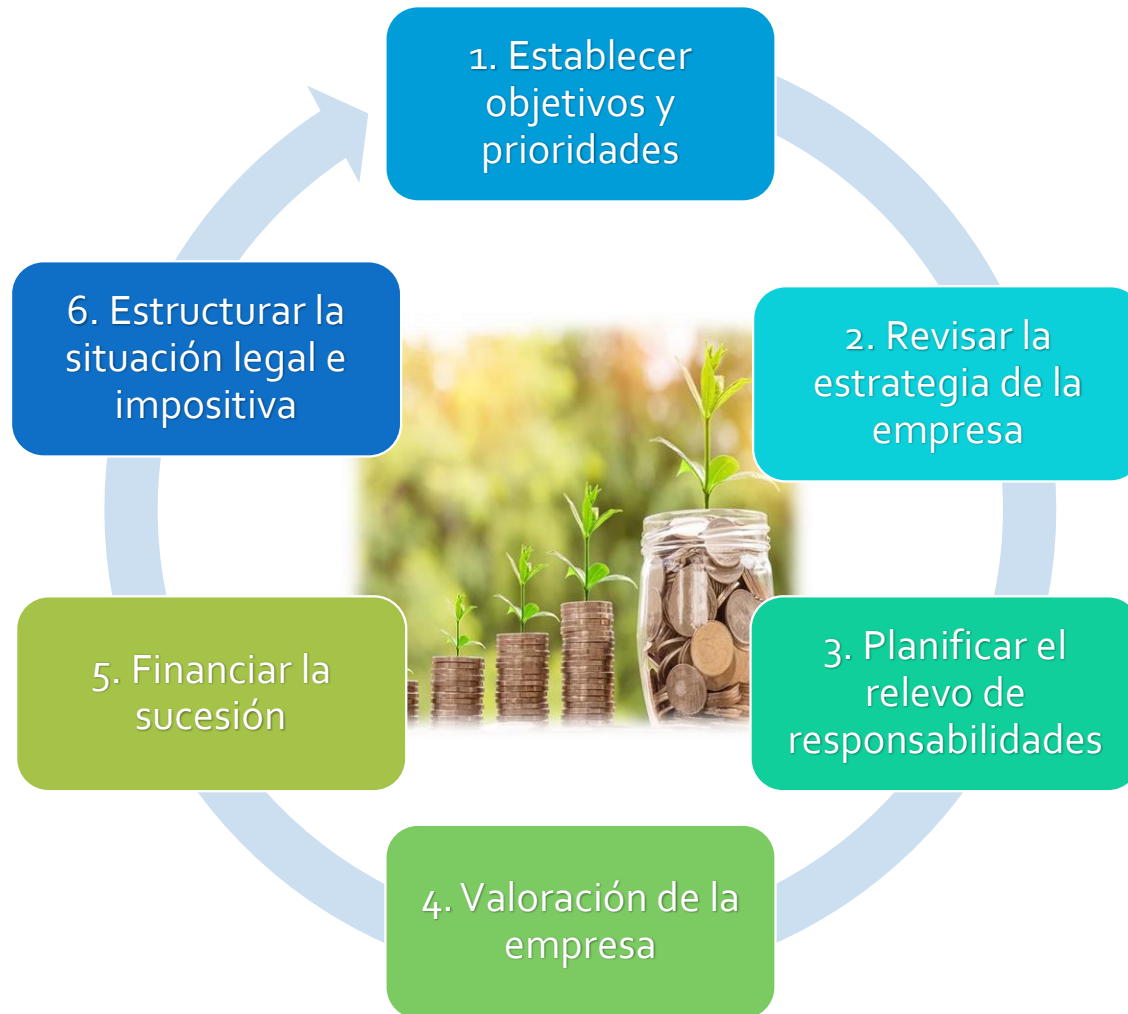 1. Establecer
objetivos y
prioridades
2. Revisar la
estrategia de la
empresa
3. Planificar el
relevo de
responsabilidades
4. Valoración de la
empresa
5. Financiar la
sucesión
6. Estructurar la
situación legal e
impositiva